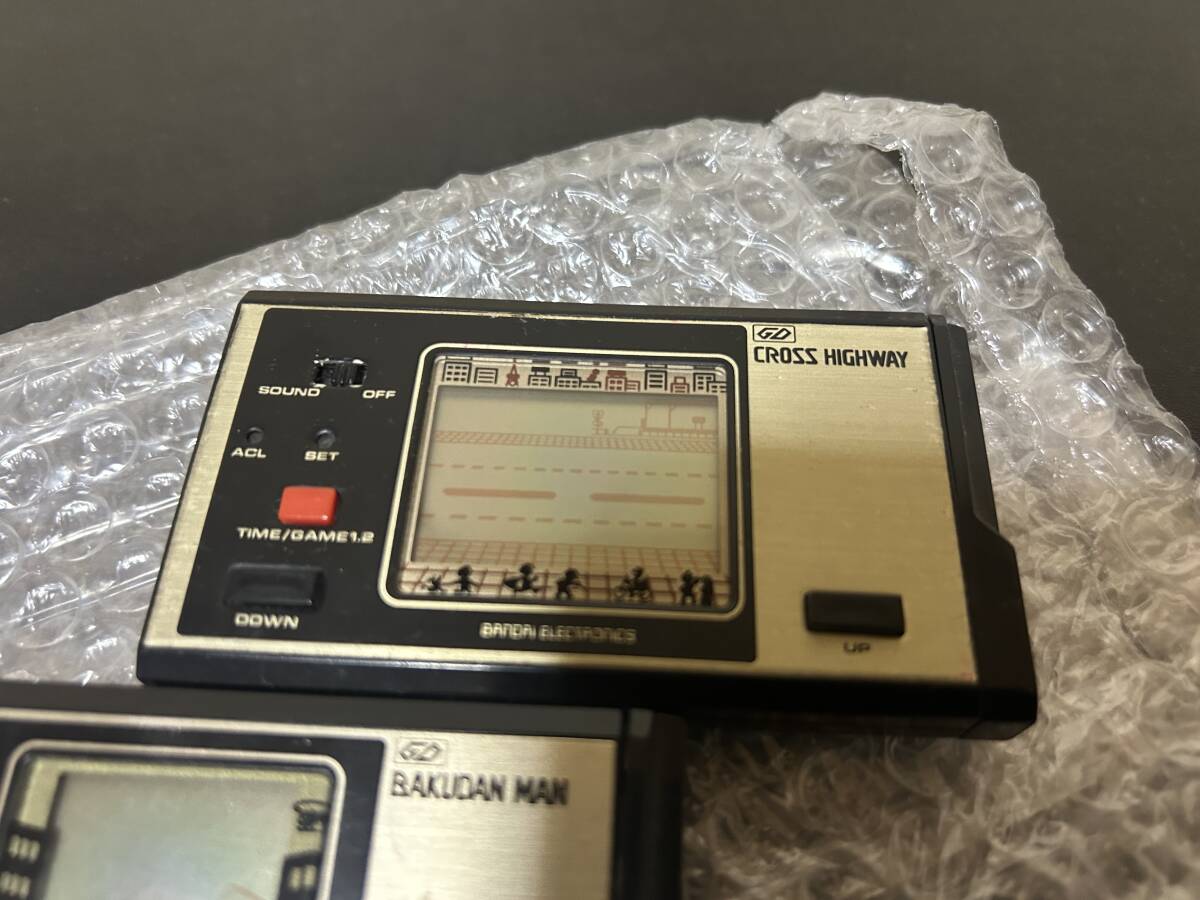 GD
CROSS HIGHWAY
SOUND OFF
ACL SET
TIME/GAME1.2
DOWN
BANDAI ELECTRONICS
UP
GD
BAKUDAN MAN